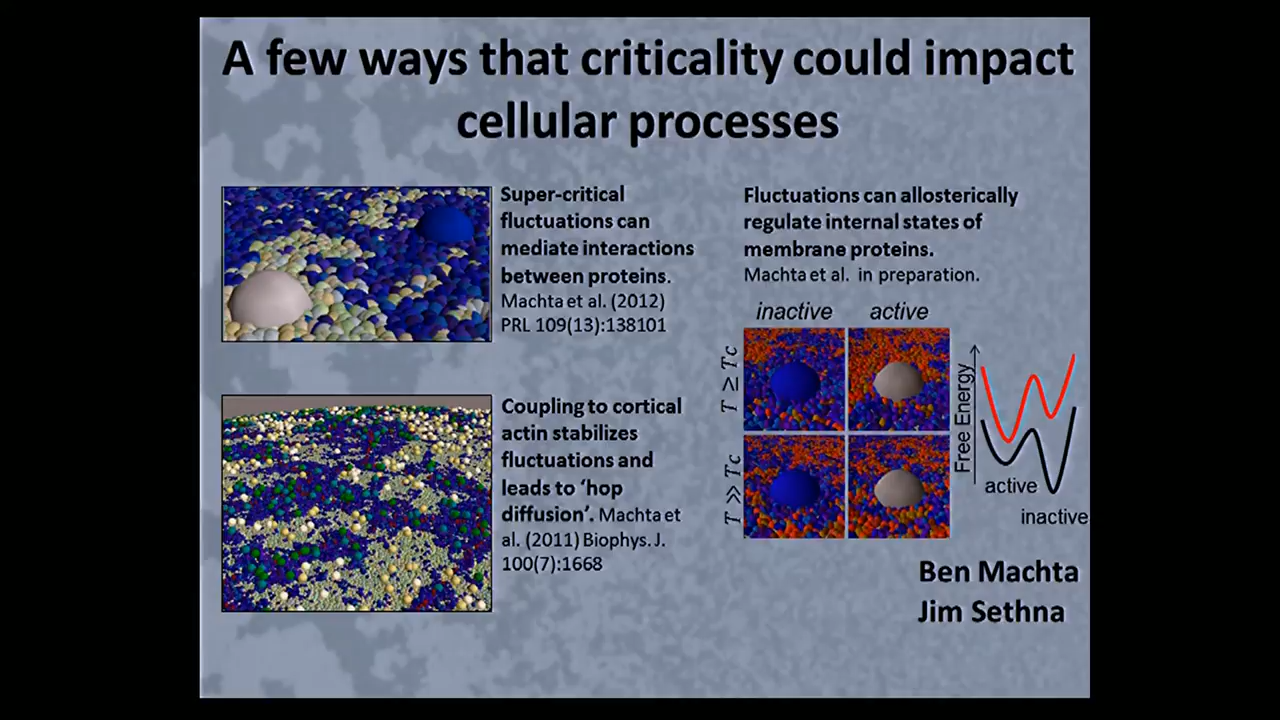 A few ways that criticality could impact
cellular processes
Super-critical
fluctuations can
mediate interactions
between proteins.
Machta et al. (2012)
PRL 109(13):138101
Coupling to cortical
actin stabilizes
fluctuations and
leads to ‘hop
diffusion’. Machta et
al. (2011) Biophys. J.
100(7):1668
Fluctuations can allosterically
regulate internal states of
membrane proteins.
Machta et al. in preparation.
inactive active
T ≥ Tc
T ≫ Tc
Free Energy
active
inactive
Ben Machta
Jim Sethna